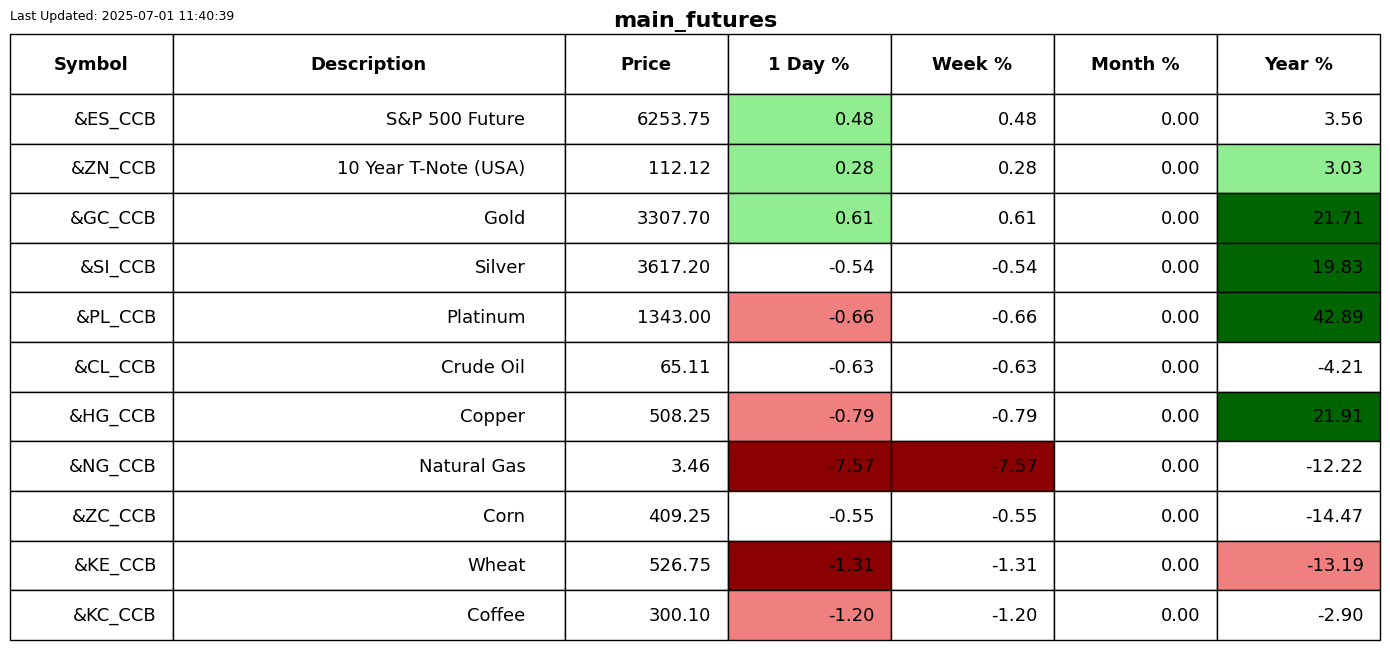 Last Updated: 2025-07-01 11:40:39
main_futures
Symbol Description Price 1 Day % Week % Month % Year %
&ES_CCB S&P 500 Future 6253.75 0.48 0.48 0.00 3.56
&ZN_CCB 10 Year T-Note (USA) 112.12 0.28 0.28 0.00 3.03
&GC_CCB Gold 3307.70 0.61 0.61 0.00 21.71
&SI_CCB Silver 3617.20 -0.54 -0.54 0.00 19.83
&PL_CCB Platinum 1343.00 -0.66 -0.66 0.00 42.89
&CL_CCB Crude Oil 65.11 -0.63 -0.63 0.00 -4.21
&HG_CCB Copper 508.25 -0.79 -0.79 0.00 21.91
&NG_CCB Natural Gas 3.46 -7.57 -7.57 0.00 -12.22
&ZC_CCB Corn 409.25 -0.55 -0.55 0.00 -14.47
&KE_CCB Wheat 526.75 -1.31 -1.31 0.00 -13.19
&KC_CCB Coffee 300.10 -1.20 -1.20 0.00 -2.90